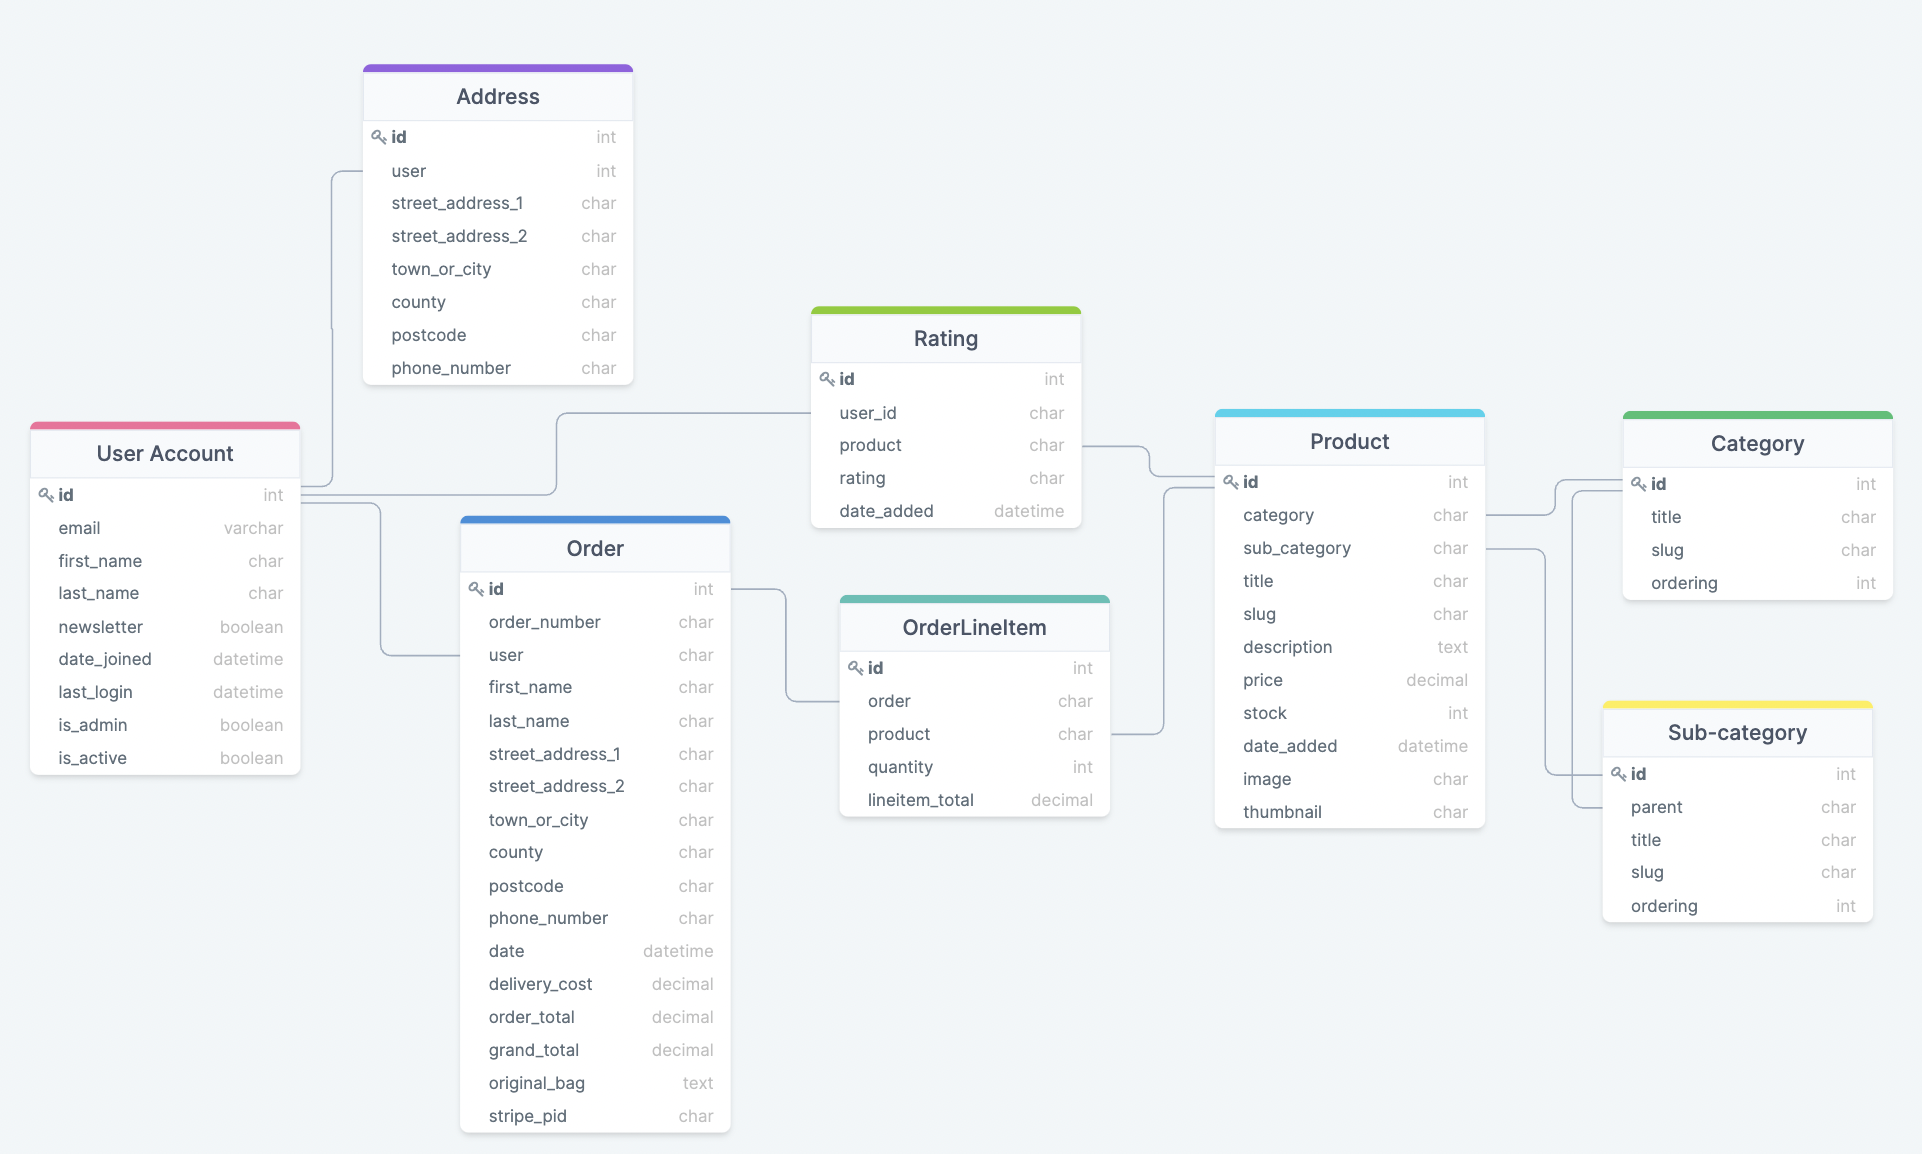 Address
id int
user int
street_address_1 char
street_address_2 char
town_or_city char
county char
postcode char
phone_number char
User Account
id int
email varchar
first_name char
last_name char
newsletter boolean
date_joined datetime
last_login datetime
is_admin boolean
is_active boolean
Order
id int
order_number char
user char
first_name char
last_name char
street_address_1 char
street_address_2 char
town_or_city char
county char
postcode char
phone_number char
date datetime
delivery_cost decimal
order_total decimal
grand_total decimal
original_bag text
stripe_pid char
Rating
id int
user_id char
product char
rating char
date_added datetime
OrderLineItem
id int
order char
product char
quantity int
lineitem_total decimal
Product
id int
category char
sub_category char
title char
slug char
description text
price decimal
stock int
date_added datetime
image char
thumbnail char
Category
id int
title char
slug char
ordering int
Sub-category
id int
parent char
title char
slug char
ordering int